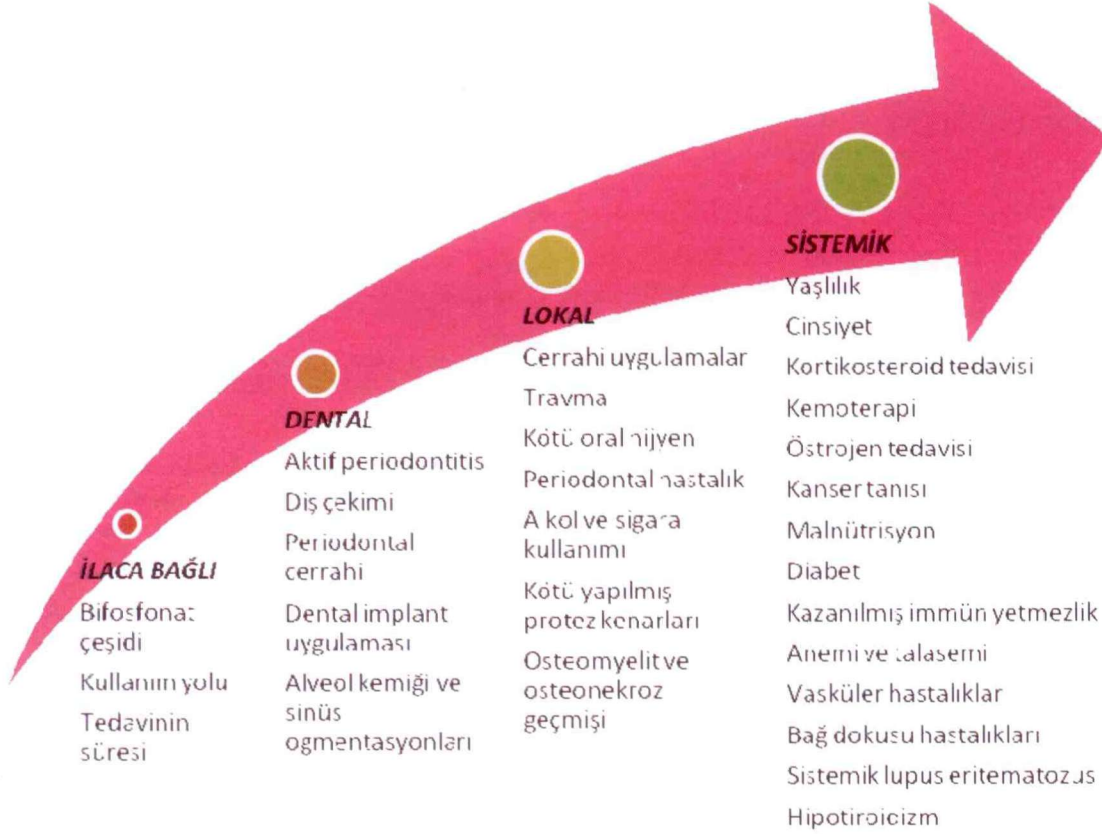 İLACA BAĞLI
Bifosfonat
çeşidi
Kullanım yolu
Tedavinin
süresi
DENTAL
Aktif periodontitis
Diş çekimi
Periodontal
cerrahi
Dental implant
uygulaması
Alveol kemiği ve
sinüs
ogmentasyonları
LOKAL
Cerrahi uygulamalar
Travma
Kötü oral hijyen
Periodontal hastalık
Alkol ve sigara
kullanımı
Kötü yapılmış
protez kenarları
Osteomyelit ve
osteonekroz
geçmişi
SİSTEMİK
Yaşlılık
Cinsiyet
Kortikosteroid tedavisi
Kemoterapi
Östrojen tedavisi
Kanser tanısı
Malnütrisyon
Diabet
Kazanılmış immün yetmezlik
Anemi ve talasemi
Vasküler hastalıklar
Bağ dokusu hastalıkları
Sistemik lupus eritematozus
Hipotiroidizm